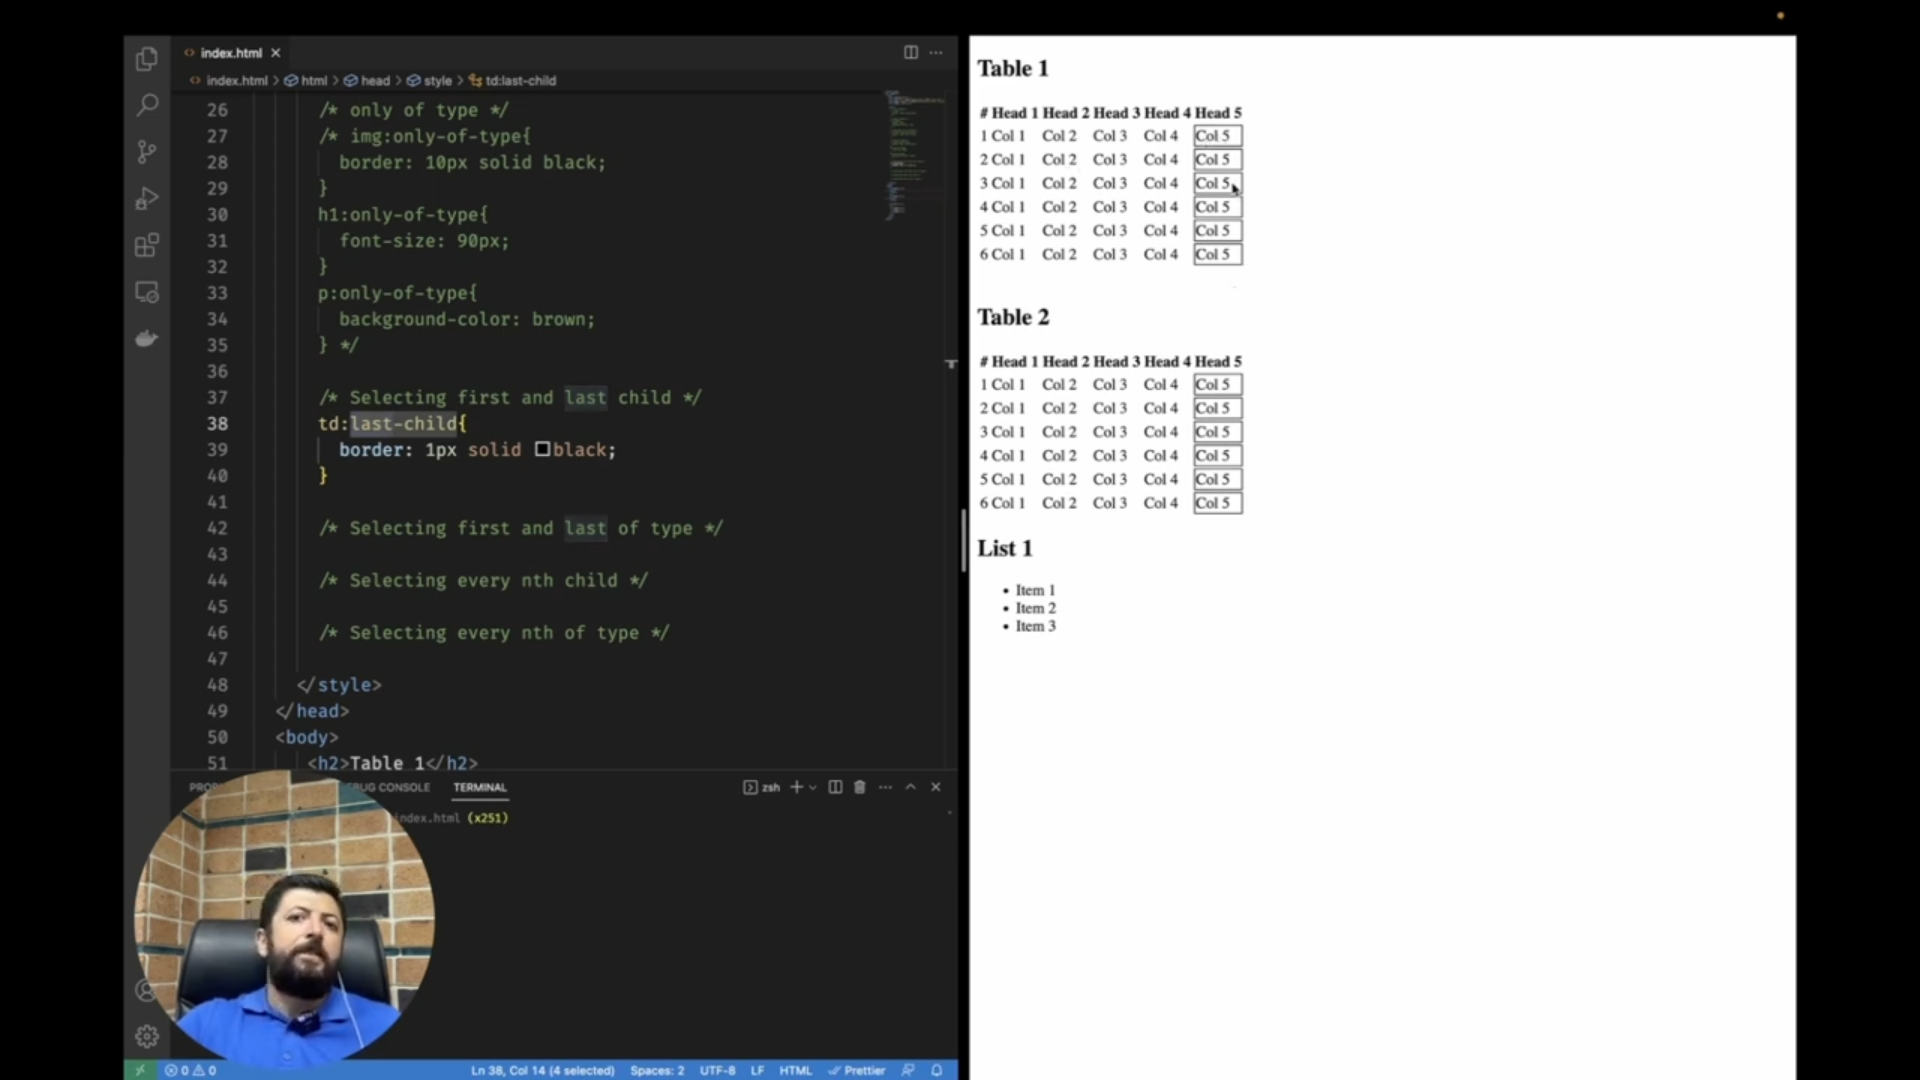 index.html
index.html > html > head > style > td:last-child
26 /* only of type */
27 /* img:only-of-type{
28 border: 10px solid black;
29 }
30 h1:only-of-type{
31 font-size: 90px;
32 }
33 p:only-of-type{
34 background-color: brown;
35 } */
36
37 /* Selecting first and last child */
38 td:last-child{
39 border: 1px solid black;
40 }
41
42 /* Selecting first and last of type */
43
44 /* Selecting every nth child */
45
46 /* Selecting every nth of type */
47
48 </style>
49 </head>
50 <body>
51 <h2>Table 1</h2>
PRO BUG CONSOLE TERMINAL zsh
index.html (x251)
0 0 Ln 38, Col 14 (4 selected) Spaces: 2 UTF-8 LF HTML Prettier
Table 1
# Head 1 Head 2 Head 3 Head 4 Head 5
1 Col 1 Col 2 Col 3 Col 4 Col 5
2 Col 1 Col 2 Col 3 Col 4 Col 5
3 Col 1 Col 2 Col 3 Col 4 Col 5
4 Col 1 Col 2 Col 3 Col 4 Col 5
5 Col 1 Col 2 Col 3 Col 4 Col 5
6 Col 1 Col 2 Col 3 Col 4 Col 5
Table 2
# Head 1 Head 2 Head 3 Head 4 Head 5
1 Col 1 Col 2 Col 3 Col 4 Col 5
2 Col 1 Col 2 Col 3 Col 4 Col 5
3 Col 1 Col 2 Col 3 Col 4 Col 5
4 Col 1 Col 2 Col 3 Col 4 Col 5
5 Col 1 Col 2 Col 3 Col 4 Col 5
6 Col 1 Col 2 Col 3 Col 4 Col 5
List 1
• Item 1
• Item 2
• Item 3